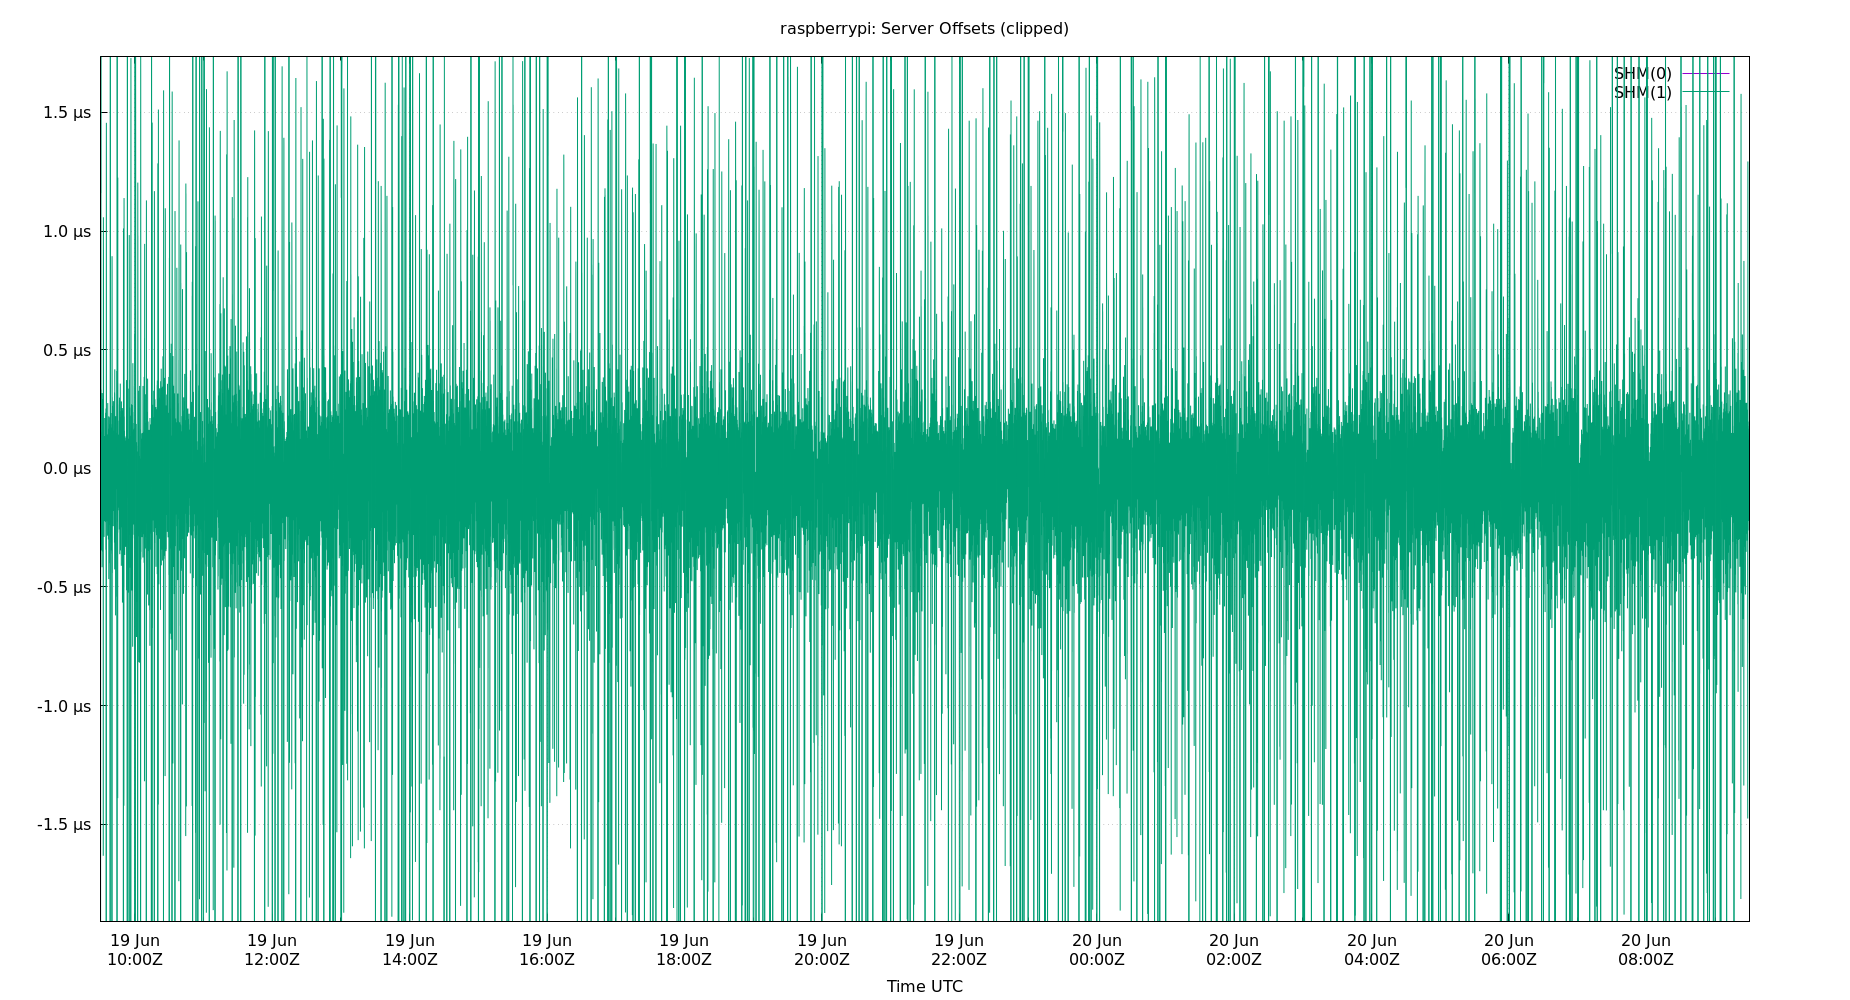 raspberrypi: Server Offsets (clipped)
SHM(0)
SHM(1)
1.5 μs
1.0 μs
0.5 μs
0.0 μs
-0.5 μs
-1.0 μs
-1.5 μs
19 Jun 19 Jun 19 Jun 19 Jun 19 Jun 19 Jun 19 Jun 20 Jun 20 Jun 20 Jun 20 Jun 20 Jun
10:00Z 12:00Z 14:00Z 16:00Z 18:00Z 20:00Z 22:00Z 00:00Z 02:00Z 04:00Z 06:00Z 08:00Z
Time UTC